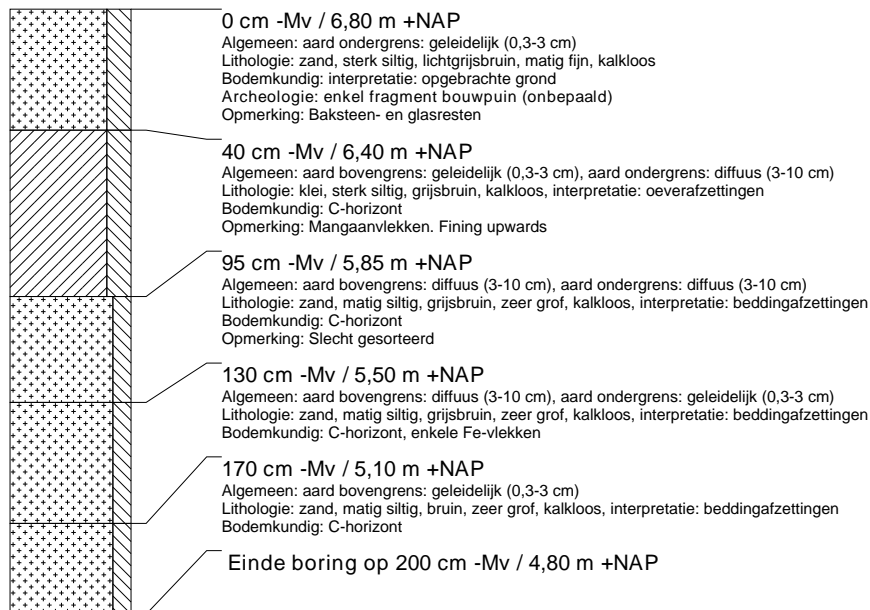 0 cm -Mv / 6,80 m +NAP
Algemeen: aard ondergrens: geleidelijk (0,3-3 cm)
Lithologie: zand, sterk siltig, lichtgrijsbruin, matig fijn, kalkloos
Bodemkundig: interpretatie: opgebrachte grond
Archeologie: enkel fragment bouwpuin (onbepaald)
Opmerking: Baksteen- en glasresten
40 cm -Mv / 6,40 m +NAP
Algemeen: aard bovengrens: geleidelijk (0,3-3 cm), aard ondergrens: diffuus (3-10 cm)
Lithologie: klei, sterk siltig, grijsbruin, kalkloos, interpretatie: oeverafzettingen
Bodemkundig: C-horizont
Opmerking: Mangaanvlekken. Fining upwards
95 cm -Mv / 5,85 m +NAP
Algemeen: aard bovengrens: diffuus (3-10 cm), aard ondergrens: diffuus (3-10 cm)
Lithologie: zand, matig siltig, grijsbruin, zeer grof, kalkloos, interpretatie: beddingafzettingen
Bodemkundig: C-horizont
Opmerking: Slecht gesorteerd
130 cm -Mv / 5,50 m +NAP
Algemeen: aard bovengrens: diffuus (3-10 cm), aard ondergrens: geleidelijk (0,3-3 cm)
Lithologie: zand, matig siltig, grijsbruin, zeer grof, kalkloos, interpretatie: beddingafzettingen
Bodemkundig: C-horizont, enkele Fe-vlekken
170 cm -Mv / 5,10 m +NAP
Algemeen: aard bovengrens: geleidelijk (0,3-3 cm)
Lithologie: zand, matig siltig, bruin, zeer grof, kalkloos, interpretatie: beddingafzettingen
Bodemkundig: C-horizont
Einde boring op 200 cm -Mv / 4,80 m +NAP